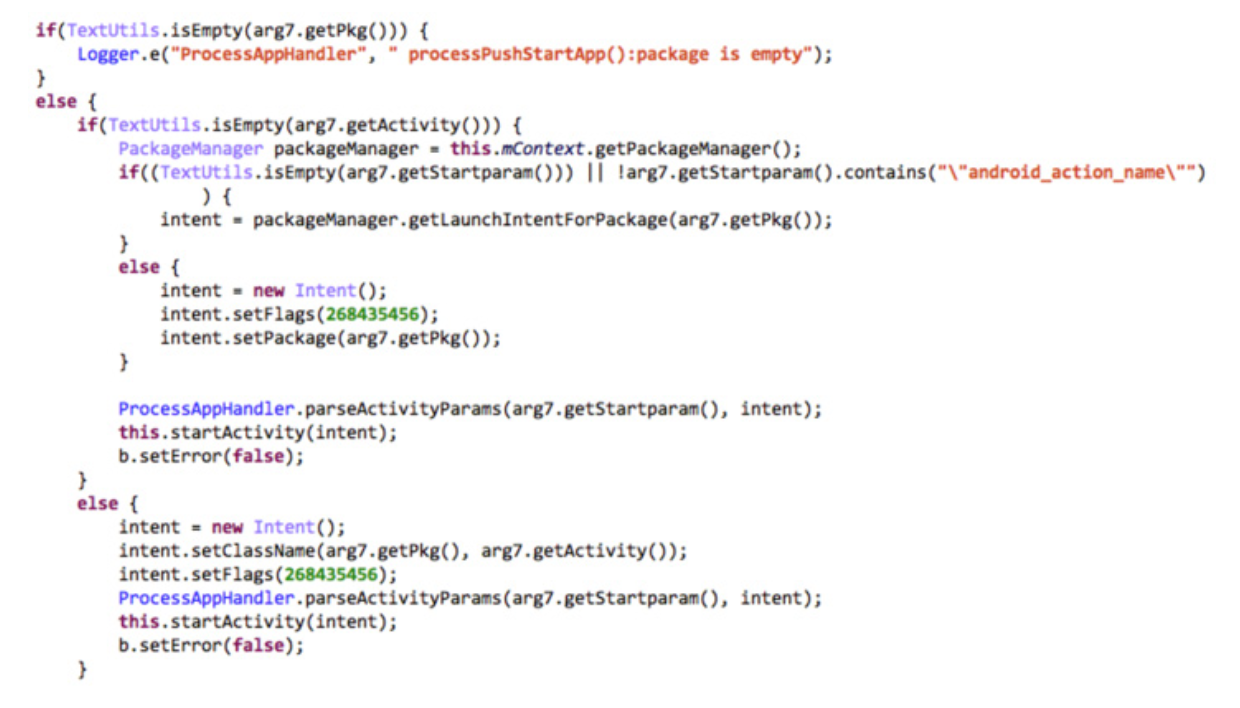 if(TextUtils.isEmpty(arg7.getPkg())) {
    Logger.e("ProcessAppHandler", " processPushStartApp():package is empty");
}
else {
    if(TextUtils.isEmpty(arg7.getActivity())) {
        PackageManager packageManager = this.mContext.getPackageManager();
        if((TextUtils.isEmpty(arg7.getStartparam())) || !arg7.getStartparam().contains("\"android_action_name\"")
                ) {
            intent = packageManager.getLaunchIntentForPackage(arg7.getPkg());
        }
        else {
            intent = new Intent();
            intent.setFlags(268435456);
            intent.setPackage(arg7.getPkg());
        }

        ProcessAppHandler.parseActivityParams(arg7.getStartparam(), intent);
        this.startActivity(intent);
        b.setError(false);
    }
    else {
        intent = new Intent();
        intent.setClassName(arg7.getPkg(), arg7.getActivity());
        intent.setFlags(268435456);
        ProcessAppHandler.parseActivityParams(arg7.getStartparam(), intent);
        this.startActivity(intent);
        b.setError(false);
    }